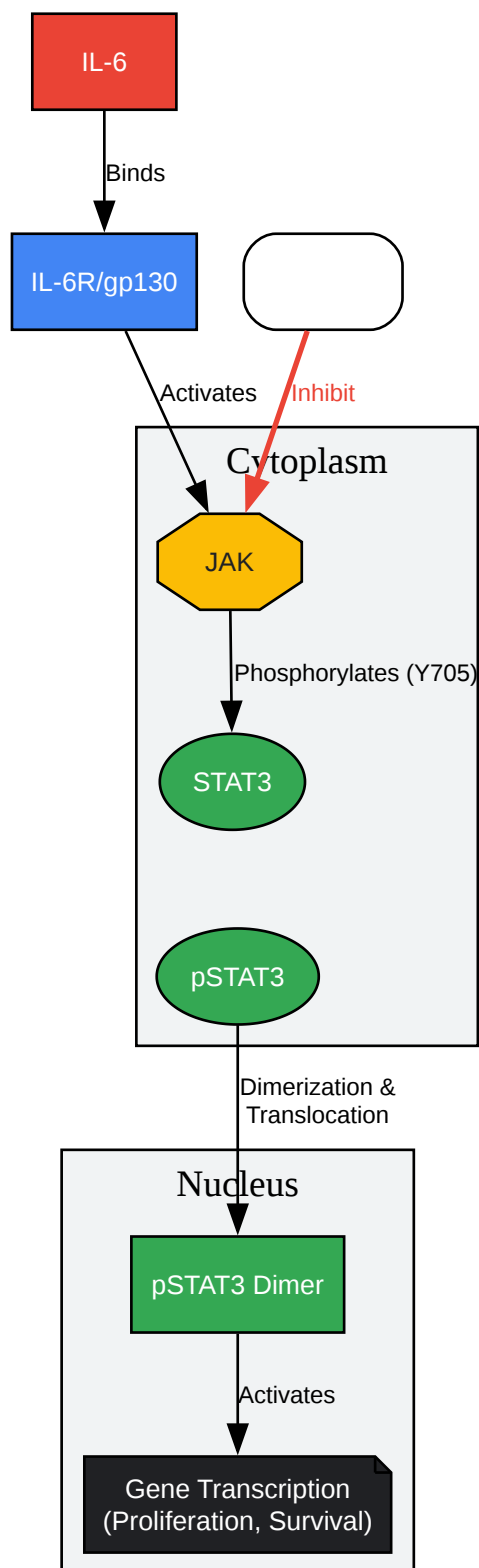 IL-6
Binds
IL-6R/gp130
Activates
Inhibit
Cytoplasm
JAK
Phosphorylates (Y705)
STAT3
pSTAT3
Dimerization &
Translocation
Nucleus
pSTAT3 Dimer
Activates
Gene Transcription
(Proliferation, Survival)